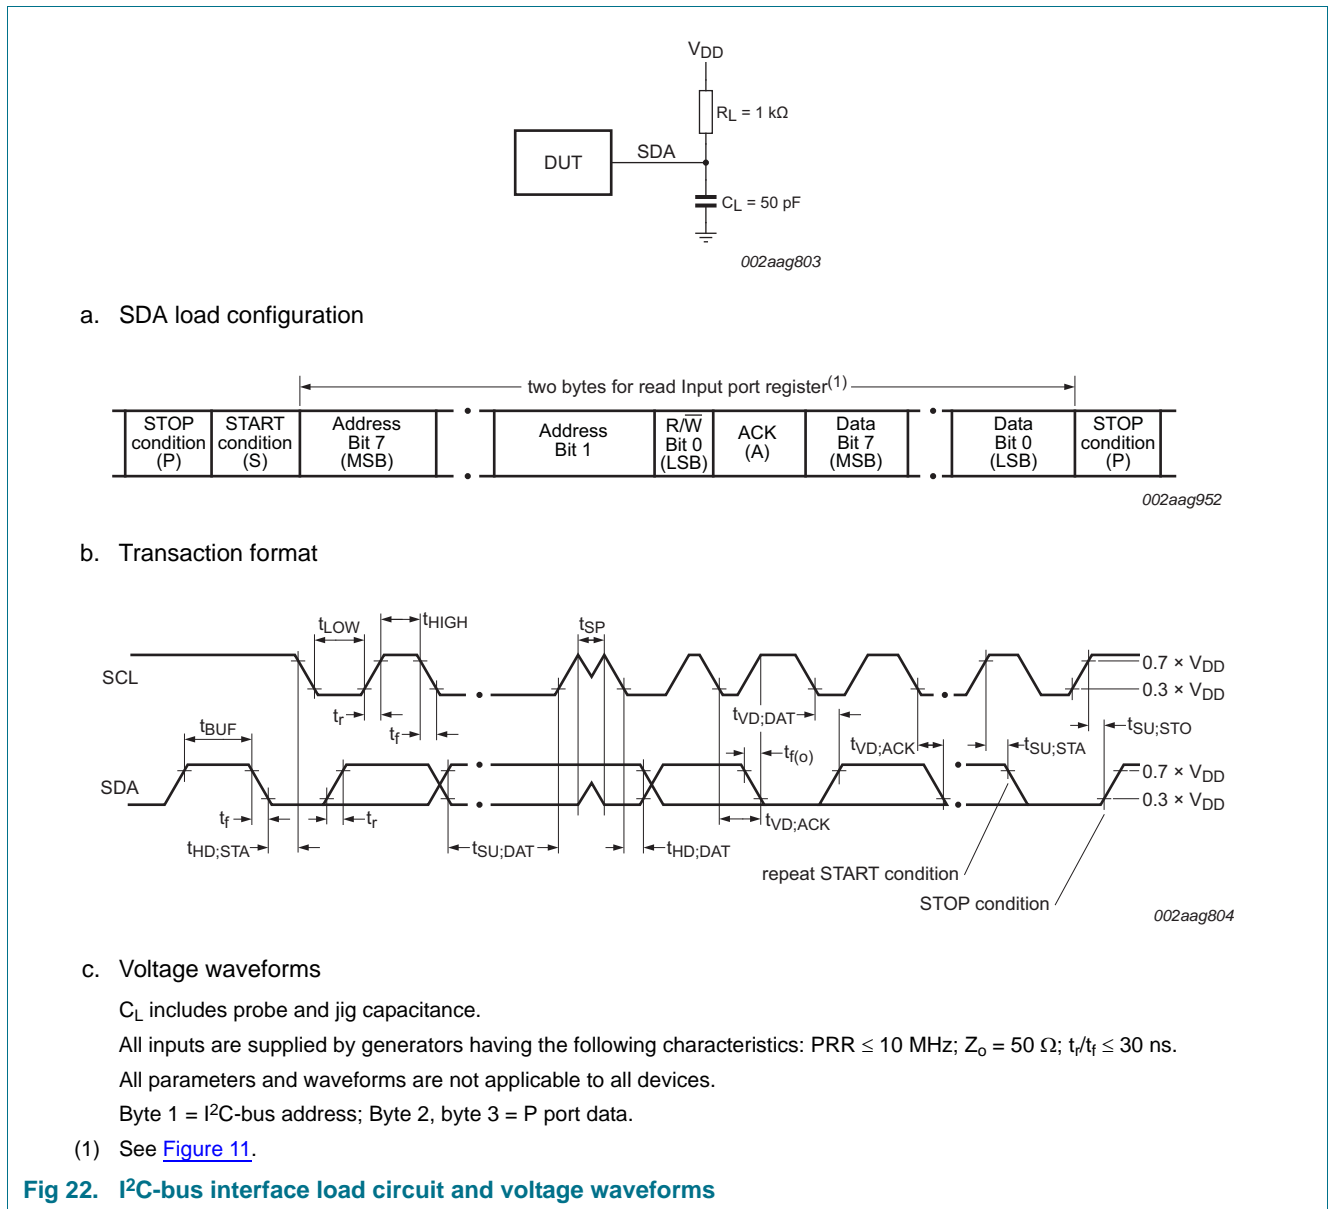 VDD
RL = 1 kΩ
DUT
SDA
CL = 50 pF
002aag803
a. SDA load configuration
two bytes for read Input port register(1)
STOP condition (P)
START condition (S)
Address Bit 7 (MSB)
Address Bit 1
R/W̅ Bit 0 (LSB)
ACK (A)
Data Bit 7 (MSB)
Data Bit 0 (LSB)
STOP condition (P)
002aag952
b. Transaction format
tLOW
tHIGH
tSP
SCL
0.7 × VDD
0.3 × VDD
tr
tf
tVD;DAT
tSU;STO
tBUF
tf(o)
tVD;ACK
tSU;STA
SDA
0.7 × VDD
0.3 × VDD
tf
tr
tVD;ACK
tHD;STA
tSU;DAT
tHD;DAT
repeat START condition
STOP condition
002aag804
c. Voltage waveforms
CL includes probe and jig capacitance.
All inputs are supplied by generators having the following characteristics: PRR ≤ 10 MHz; Zo = 50 Ω; tr/tf ≤ 30 ns.
All parameters and waveforms are not applicable to all devices.
Byte 1 = I2C-bus address; Byte 2, byte 3 = P port data.
(1) See Figure 11.
Fig 22. I2C-bus interface load circuit and voltage waveforms